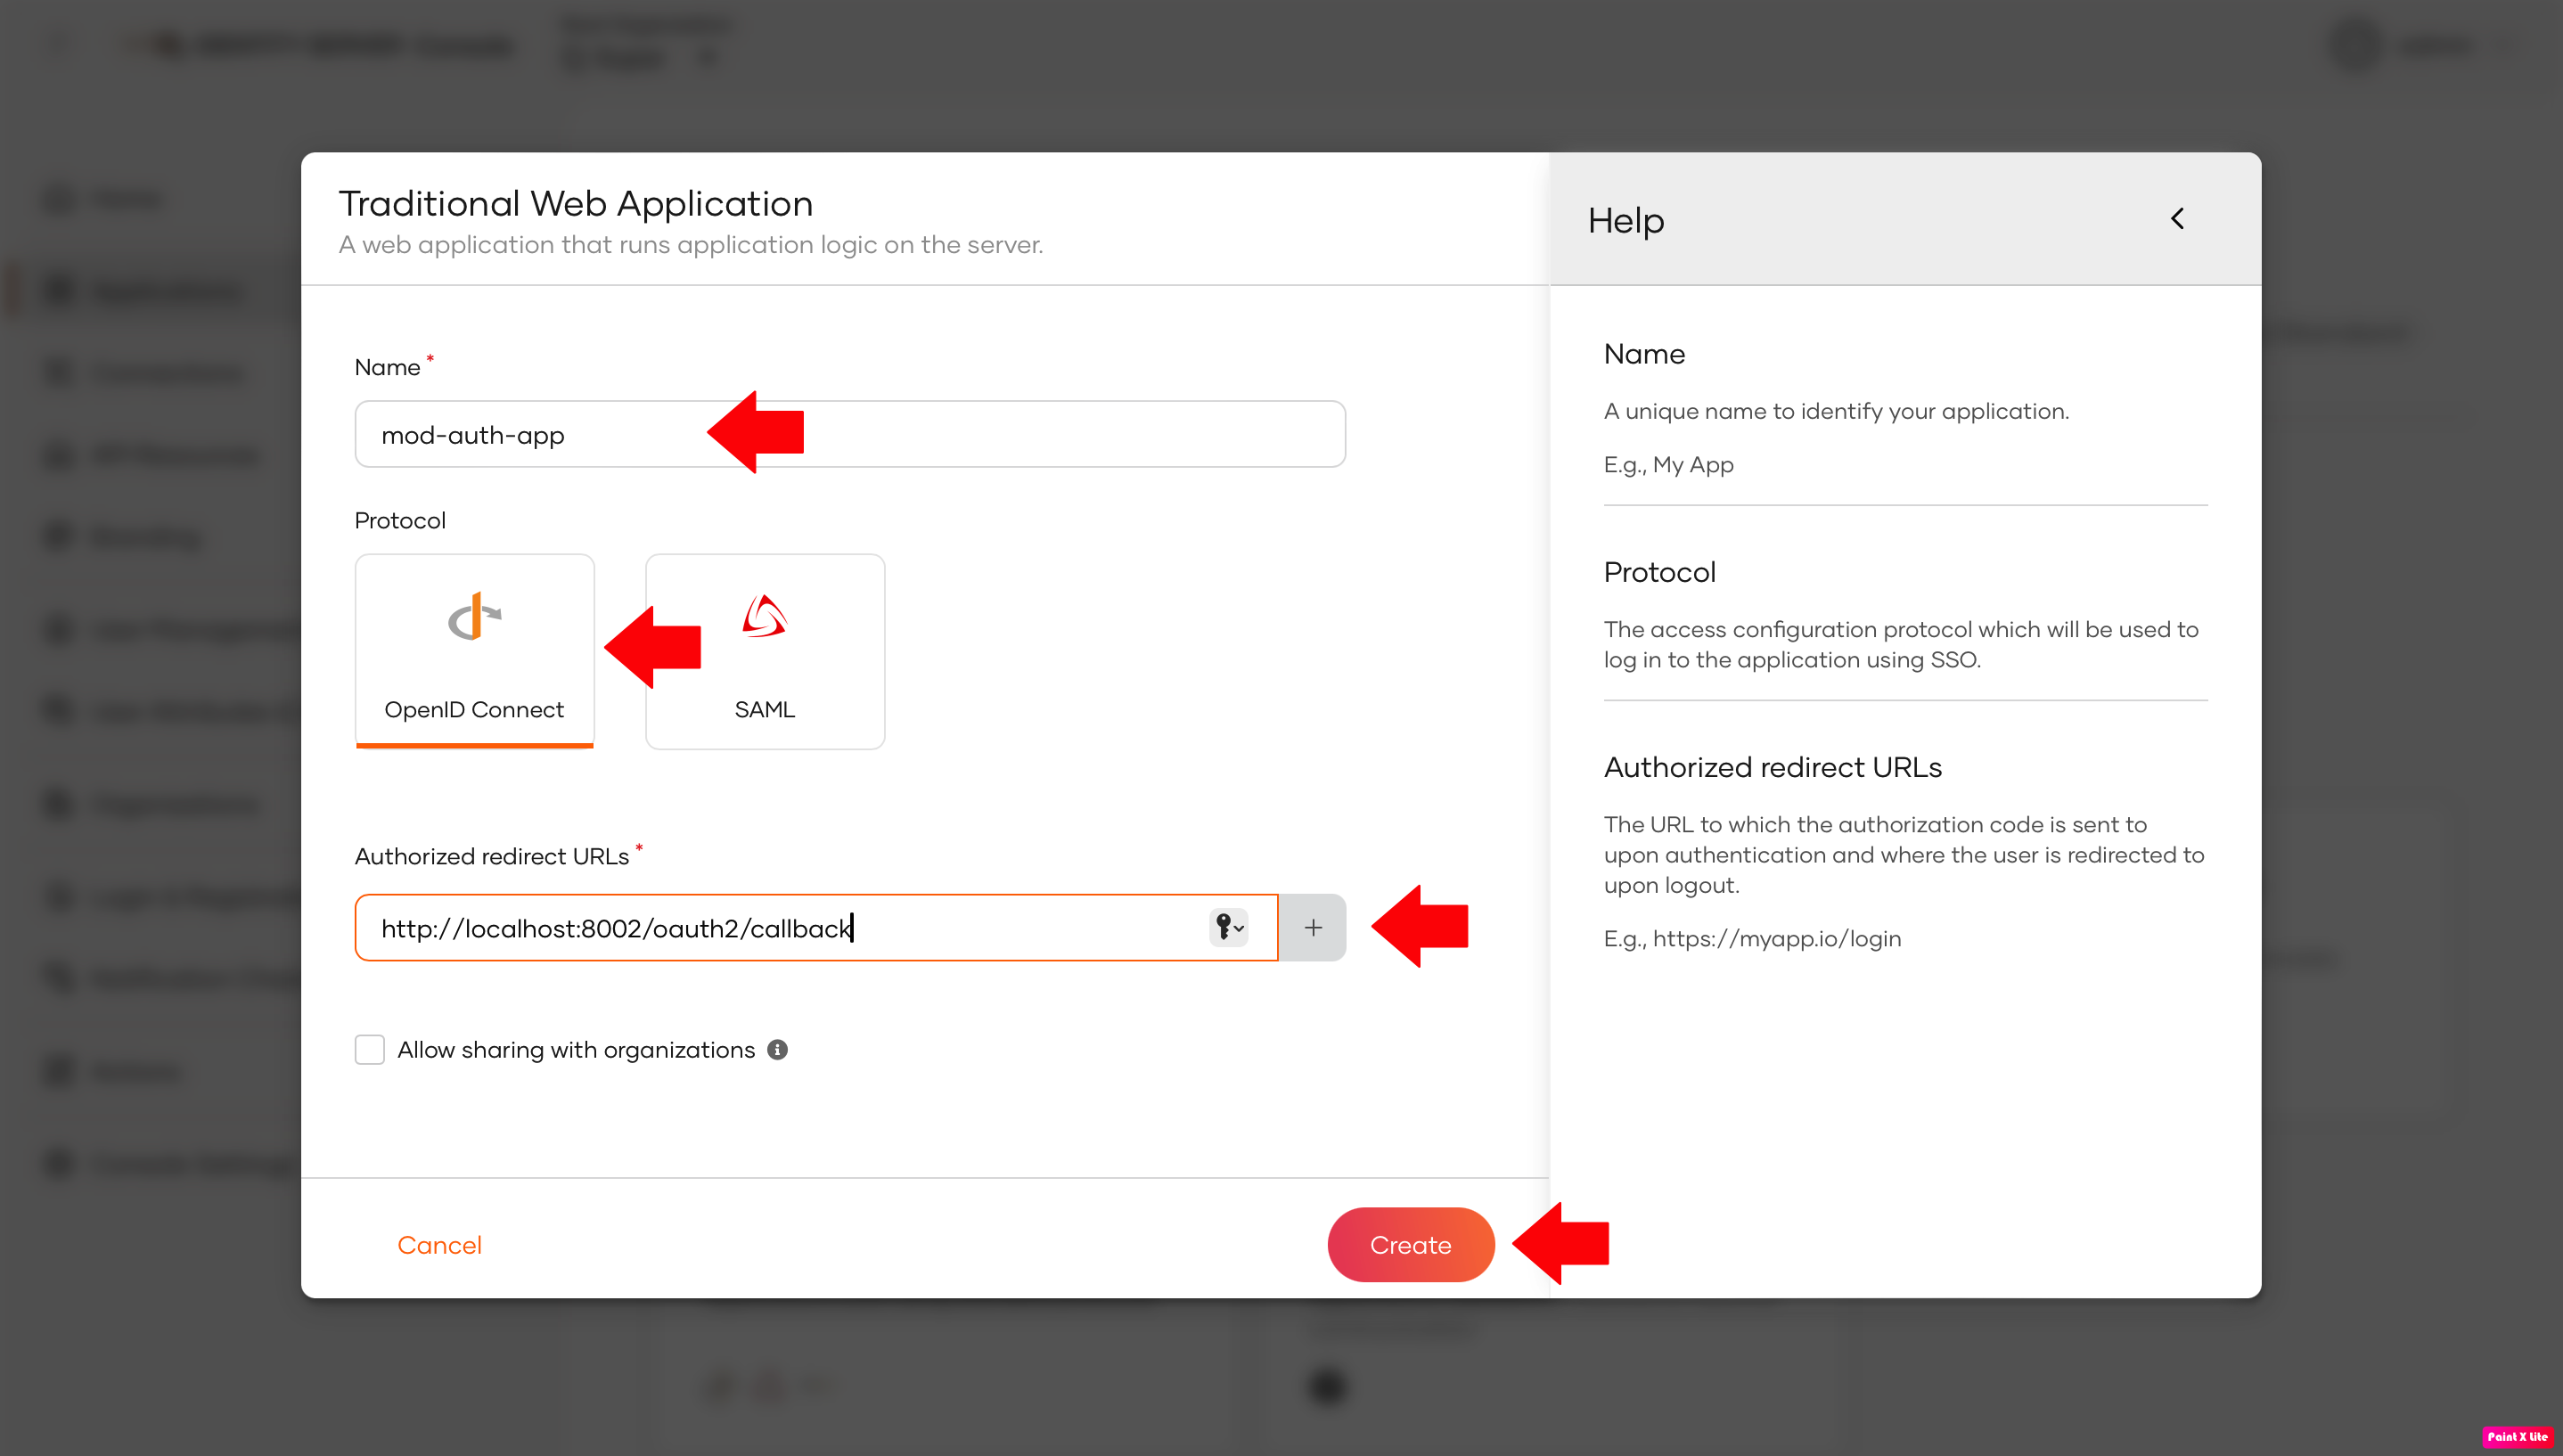 Traditional Web Application
A web application that runs application logic on the server.
Name *
mod-auth-app
Protocol
OpenID Connect
SAML
Authorized redirect URLs *
http://localhost:8002/oauth2/callback
+
Allow sharing with organizations
Cancel
Create
Help
Name
A unique name to identify your application.
E.g., My App
Protocol
The access configuration protocol which will be used to
log in to the application using SSO.
Authorized redirect URLs
The URL to which the authorization code is sent to
upon authentication and where the user is redirected to
upon logout.
E.g., https://myapp.io/login
Paint X Lite